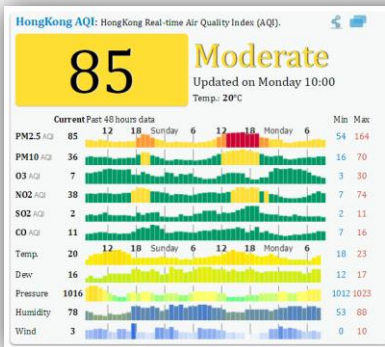 HongKong AQI: HongKong Real-time Air Quality Index (AQI).
85
Moderate
Updated on Monday 10:00
Temp.: 20°C
Current Past 48 hours data Min Max
12 18 Sunday 6 12 18 Monday 6
PM2.5 AQI 85 54 164
PM10 AQI 36 16 70
O3 AQI 7 3 30
NO2 AQI 38 7 74
SO2 AQI 2 2 11
CO AQI 11 7 16
12 18 Sunday 6 12 18 Monday 6
Temp. 20 18 23
Dew 16 12 17
Pressure 1016 1012 1023
Humidity 78 53 88
Wind 3 0 10